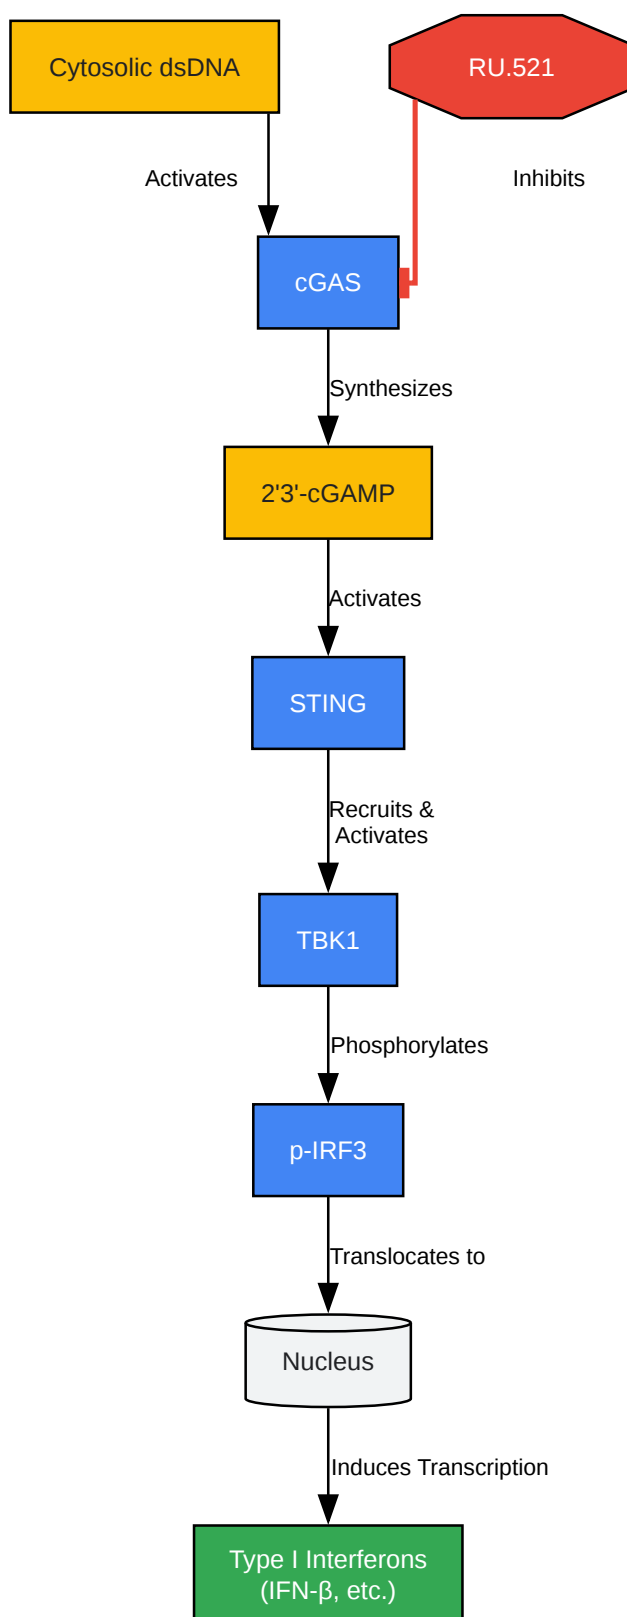 Cytosolic dsDNA
RU.521
Activates
Inhibits
cGAS
Synthesizes
2'3'-cGAMP
Activates
STING
Recruits &
Activates
TBK1
Phosphorylates
p-IRF3
Translocates to
Nucleus
Induces Transcription
Type I Interferons
(IFN-β, etc.)